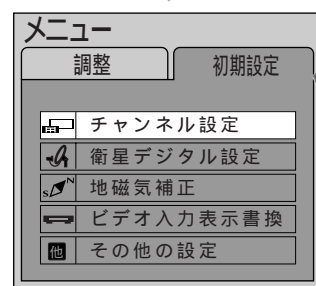 メニュー
調整 初期設定
チャンネル設定
衛星デジタル設定
S N 地磁気補正
ビデオ入力表示書換
他 その他の設定